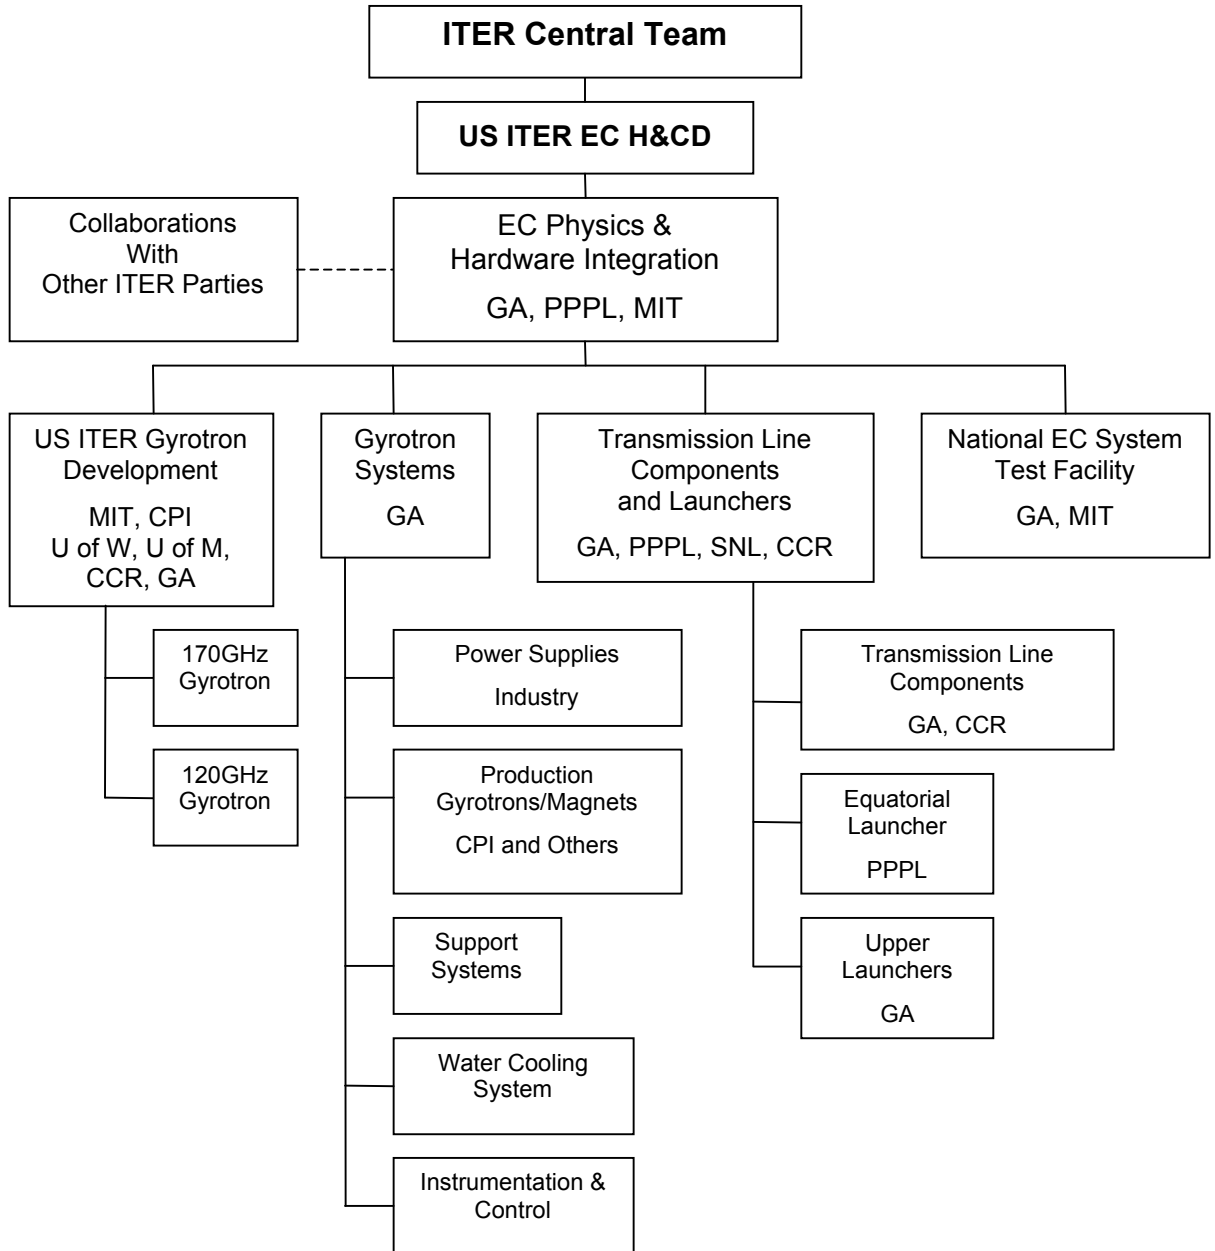 ITER Central Team
US ITER EC H&CD
Collaborations
With
Other ITER Parties
EC Physics &
Hardware Integration
GA, PPPL, MIT
US ITER Gyrotron
Development
MIT, CPI
U of W, U of M,
CCR, GA
Gyrotron
Systems
GA
Transmission Line
Components
and Launchers
GA, PPPL, SNL, CCR
National EC System
Test Facility
GA, MIT
170GHz
Gyrotron
120GHz
Gyrotron
Power Supplies
Industry
Production
Gyrotrons/Magnets
CPI and Others
Support
Systems
Water Cooling
System
Instrumentation &
Control
Transmission Line
Components
GA, CCR
Equatorial
Launcher
PPPL
Upper
Launchers
GA